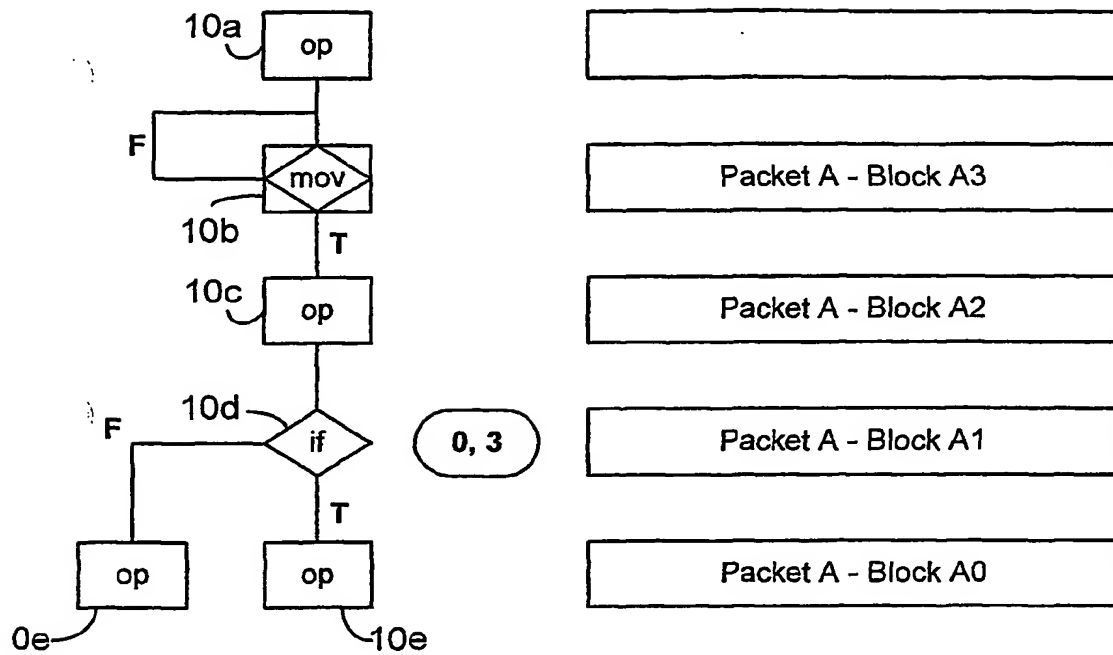 10a
op
F
mov
Packet A - Block A3
10b
T
10c
op
Packet A - Block A2
10d
F
if
0, 3
Packet A - Block A1
T
op
op
Packet A - Block A0
0e
10e